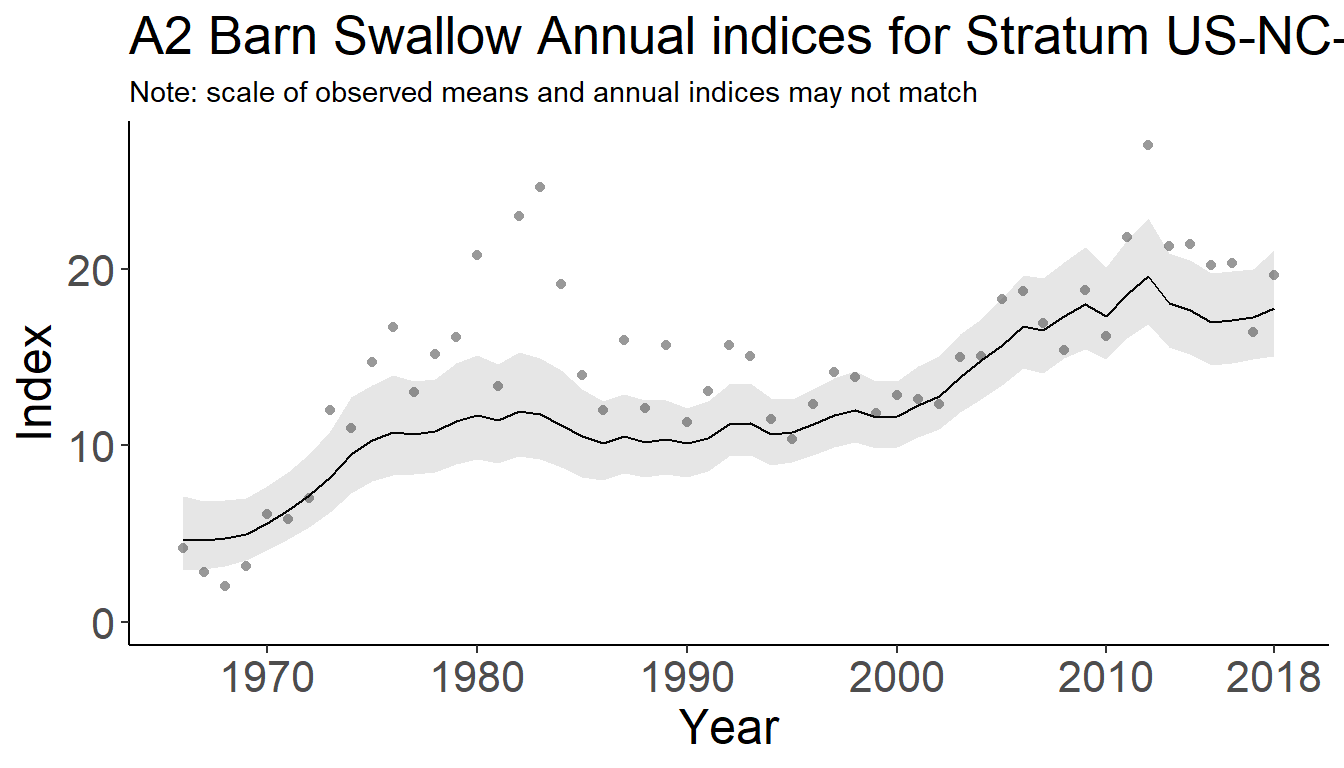 A2 Barn Swallow Annual indices for Stratum US-NC-
Note: scale of observed means and annual indices may not match
Index
20
10
0
1970 1980 1990 2000 2010 2018
Year